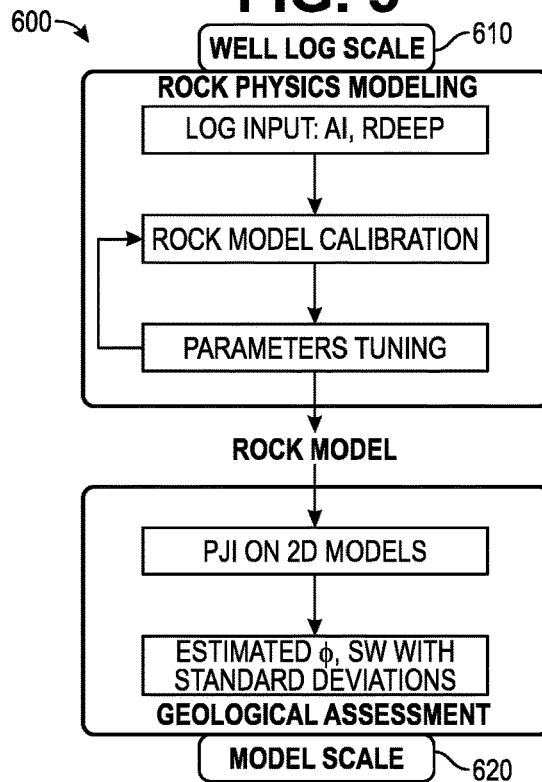 FIG.
600
WELL LOG SCALE
610
ROCK PHYSICS MODELING
LOG INPUT: AI, RDEEP
ROCK MODEL CALIBRATION
PARAMETERS TUNING
ROCK MODEL
PJI ON 2D MODELS
ESTIMATED ϕ, SW WITH
STANDARD DEVIATIONS
GEOLOGICAL ASSESSMENT
MODEL SCALE
620